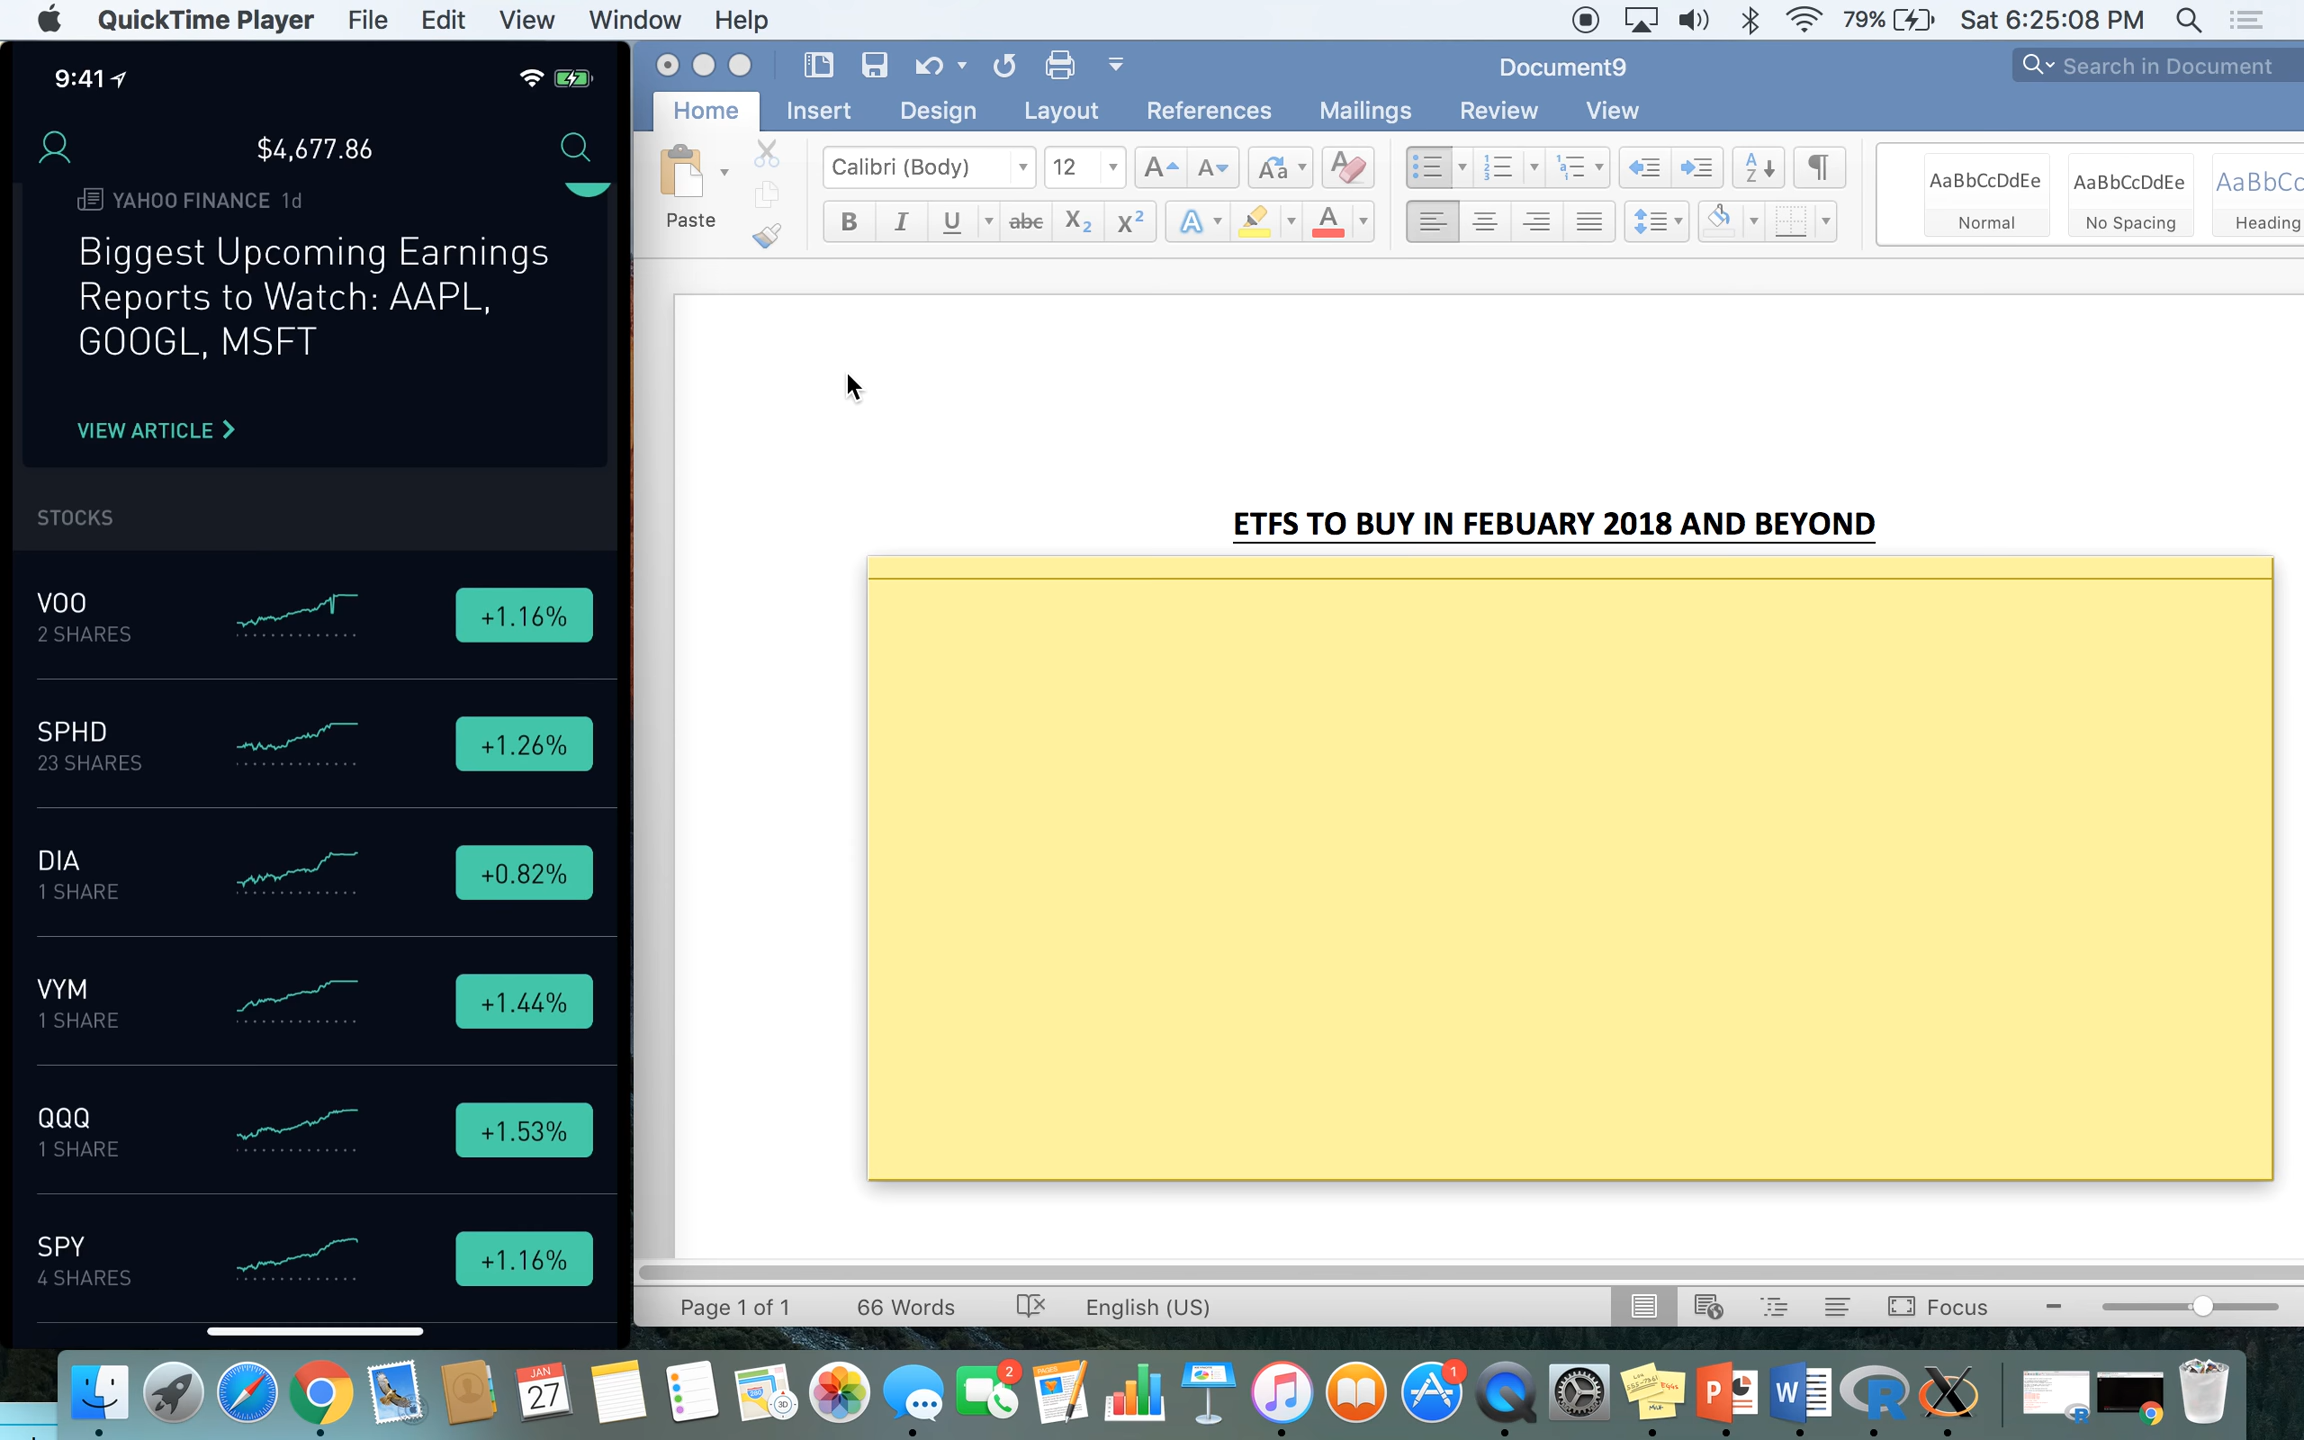 QuickTime Player File Edit View Window Help 79% Sat 6:25:08 PM
9:41
$4,677.86
YAHOO FINANCE 1d
Biggest Upcoming Earnings
Reports to Watch: AAPL,
GOOGL, MSFT
VIEW ARTICLE
STOCKS
VOO
2 SHARES
+1.16%
SPHD
23 SHARES
+1.26%
DIA
1 SHARE
+0.82%
VYM
1 SHARE
+1.44%
QQQ
1 SHARE
+1.53%
SPY
4 SHARES
+1.16%
Document9
Search in Document
Home Insert Design Layout References Mailings Review View
Paste
Calibri (Body) 12
AaBbCcDdEe AaBbCcDdEe AaBbCc
Normal No Spacing Heading
ETFS TO BUY IN FEBUARY 2018 AND BEYOND
Page 1 of 1 66 Words English (US) Focus
JAN
27
2
PAGES
1